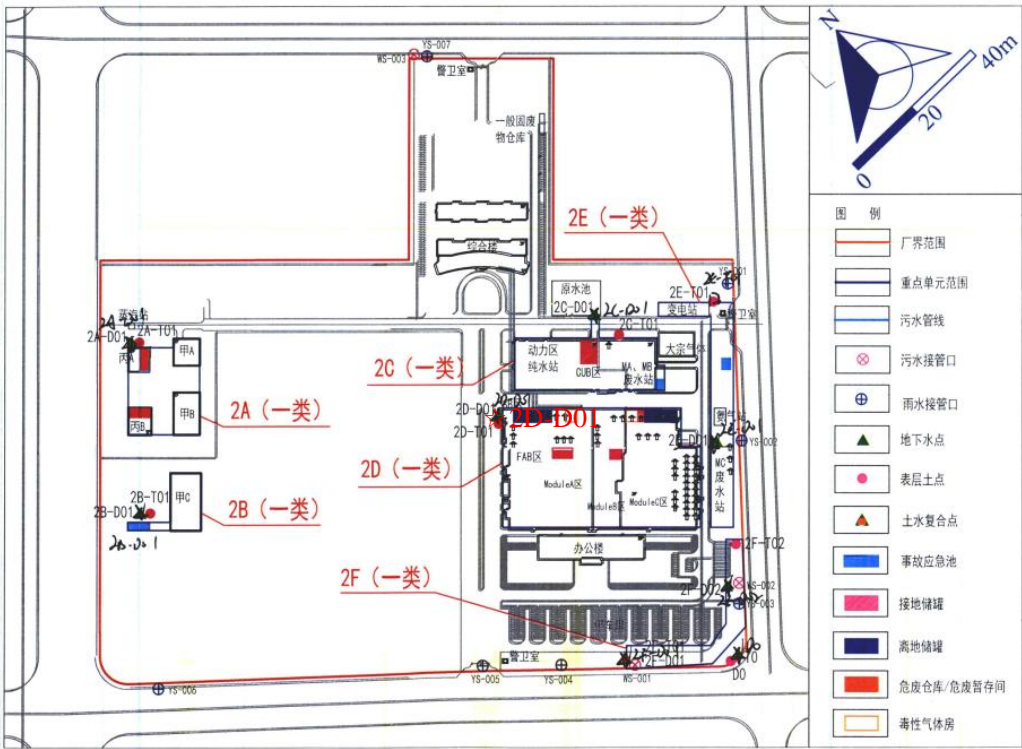 YS-007
WS-003
警卫室
一般固废
物仓库
2E（一类）
综合楼
原水池
2C-D01
2C-D01
2C-T01
2E-T01
YS-001
变电站
警卫室
2A-D01
2A-T01
丙A
甲A
甲B
丙B
2A（一类）
动力区
纯水站
CUB区
MA、MB
废水站
大宗气体
2C（一类）
2D-D01
2D-D01
2D-T01
FAB区
ModuleA区
ModuleB区
ModuleC区
2D（一类）
YS-002
MC
废
水
站
2B-T01
2B-D01
甲C
2B（一类）
2B-D01
办公楼
2F-T02
2F（一类）
2F-D02
WS-002
YS-003
警卫室
2F-D01
WS-001
YS-005
YS-004
YS-006
T0
D0
N
0
20
40m
图 例
厂界范围
重点单元范围
污水管线
污水接管口
雨水接管口
地下水点
表层土点
土水复合点
事故应急池
接地储罐
离地储罐
危废仓库/危废暂存间
毒性气体房